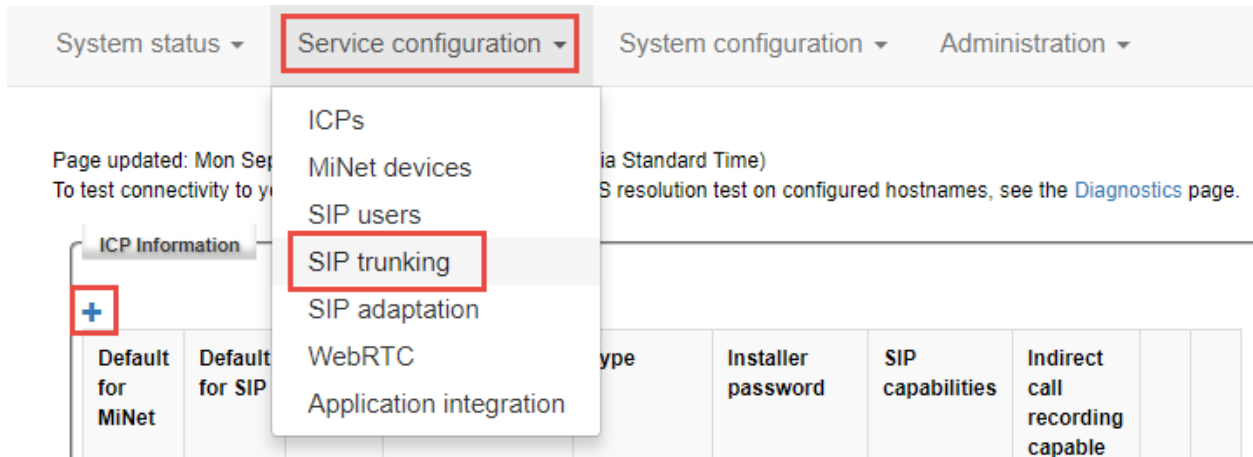 System status Service configuration System configuration Administration
ICPs
Page updated: Mon Sep ia Standard Time)
MiNet devices
To test connectivity to S resolution test on configured hostnames, see the Diagnostics page.
SIP users
ICP Information
SIP trunking
+
SIP adaptation
WebRTC
Application integration
Default for MiNet
Default for SIP
ype
Installer password
SIP capabilities
Indirect call recording capable